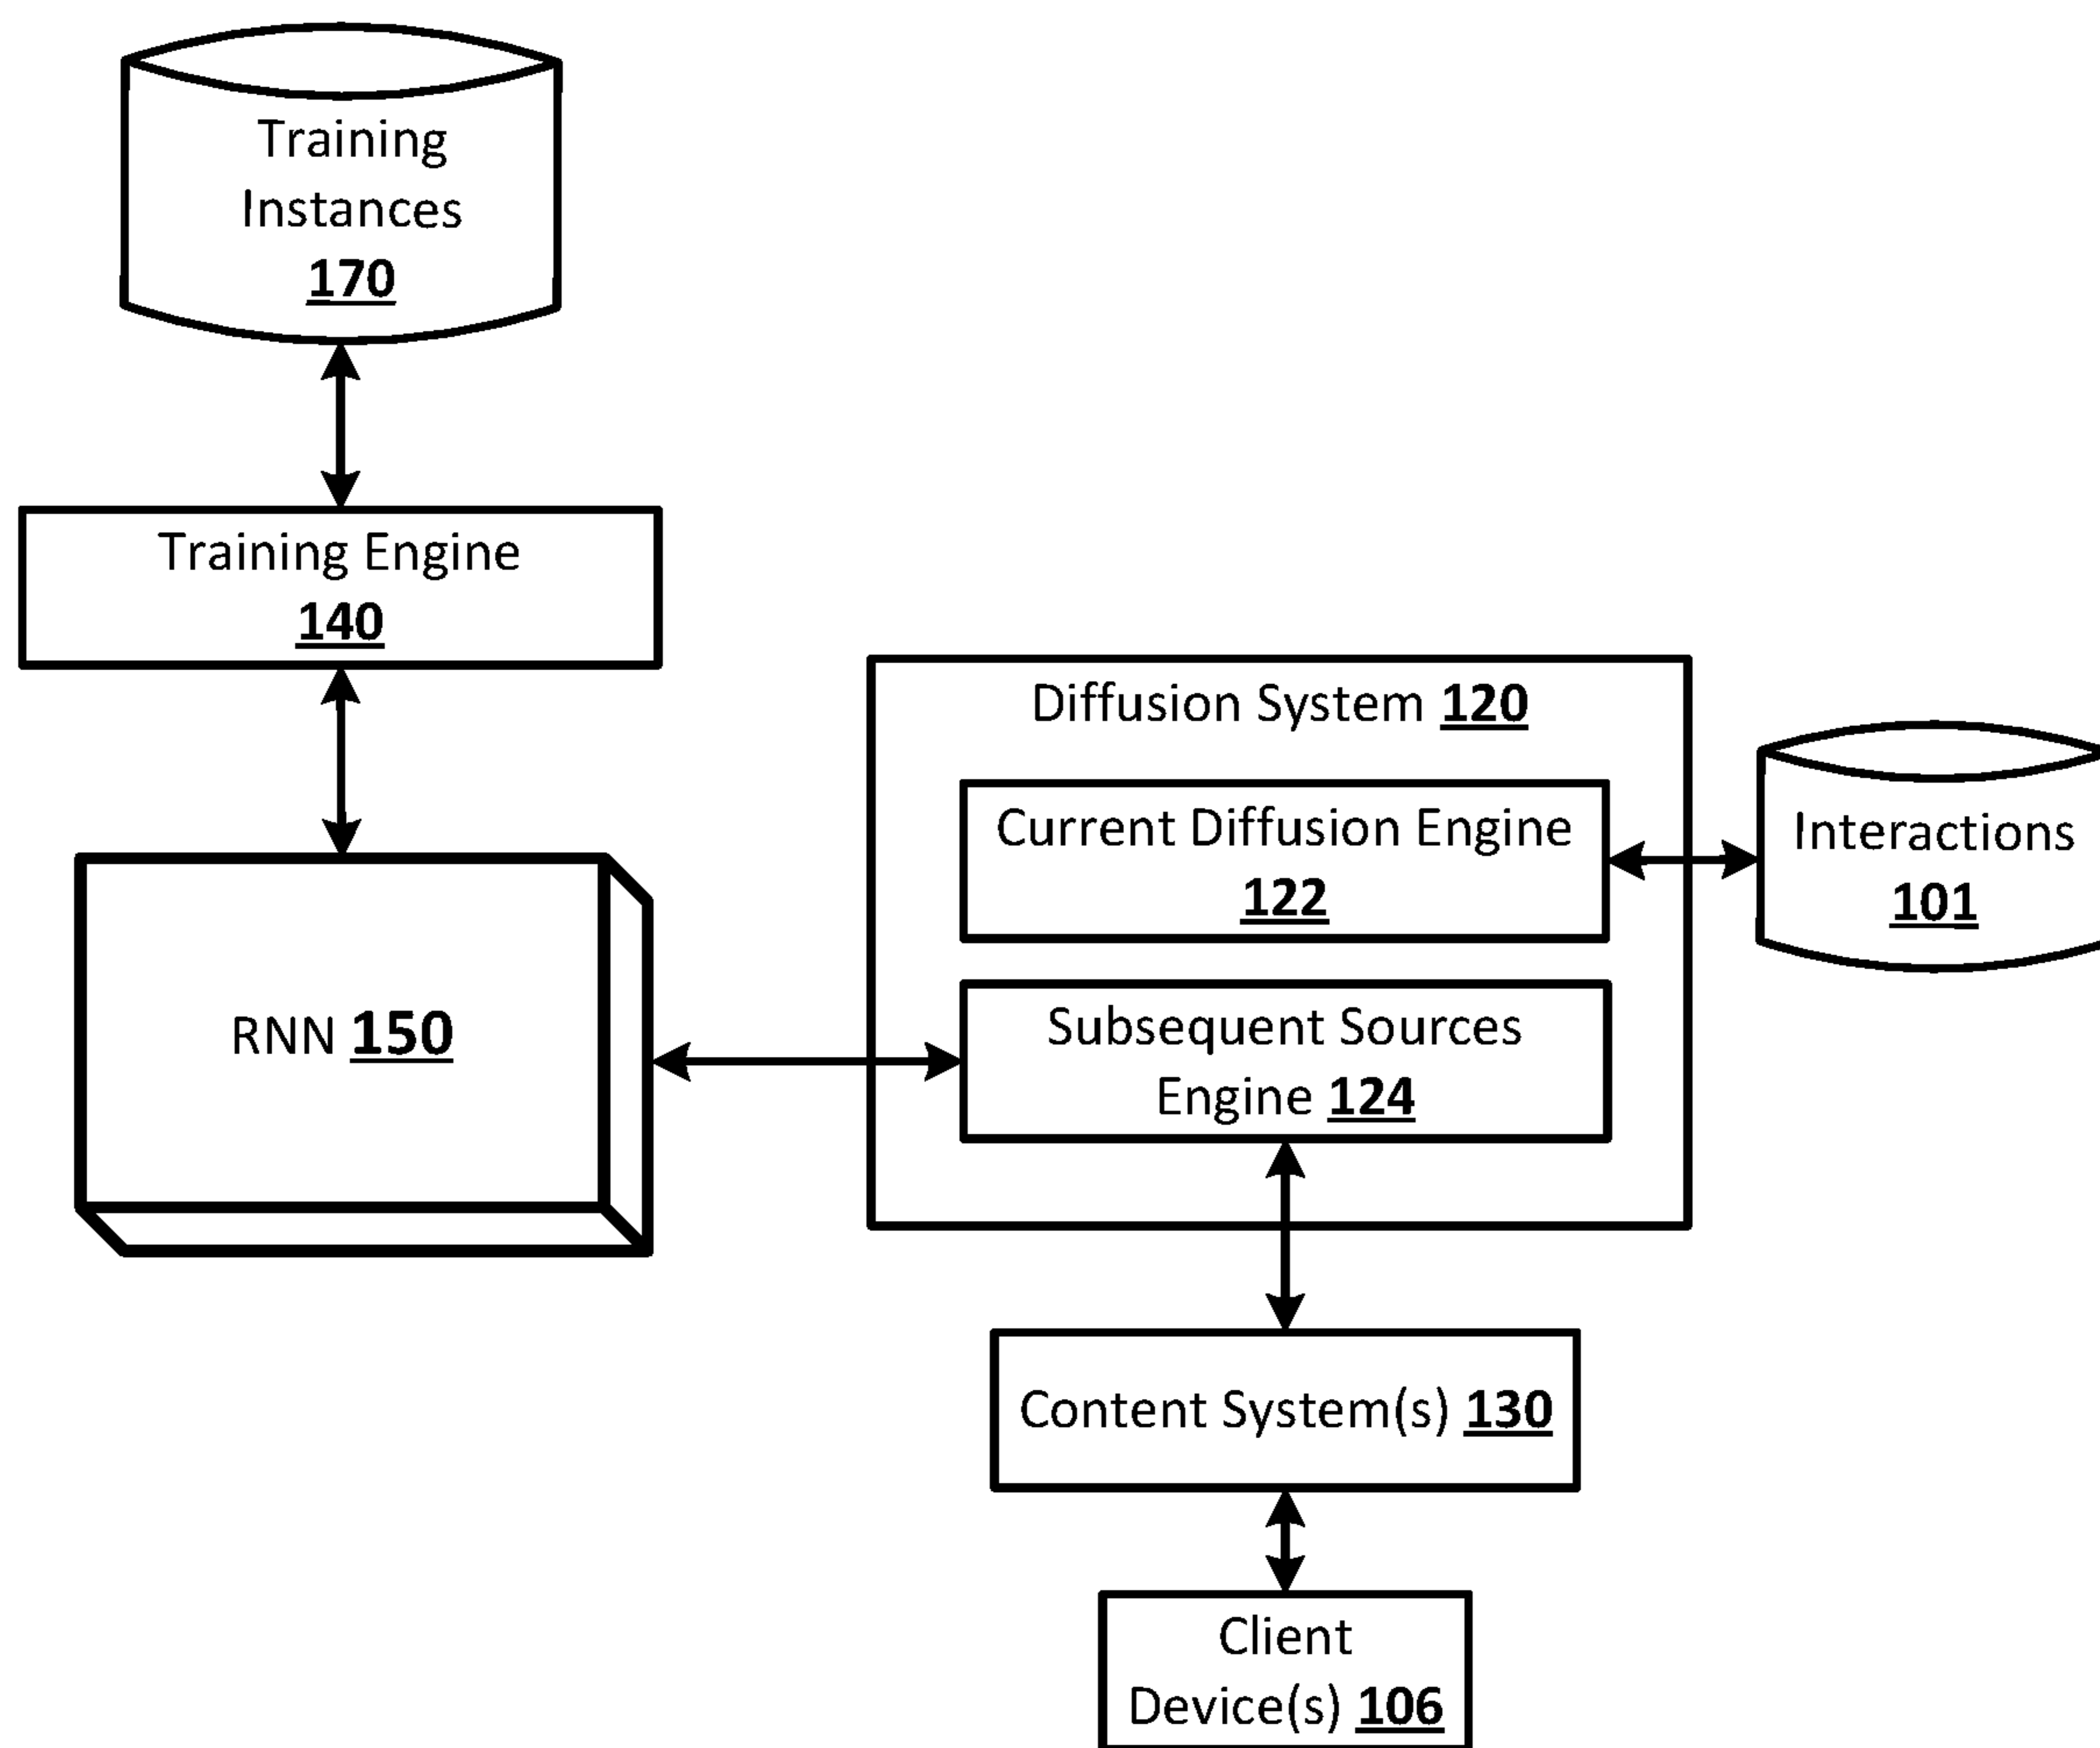 Training
Instances
170
Training Engine
140
RNN 150
Diffusion System 120
Current Diffusion Engine
122
Subsequent Sources
Engine 124
Interactions
101
Content System(s) 130
Client
Device(s) 106